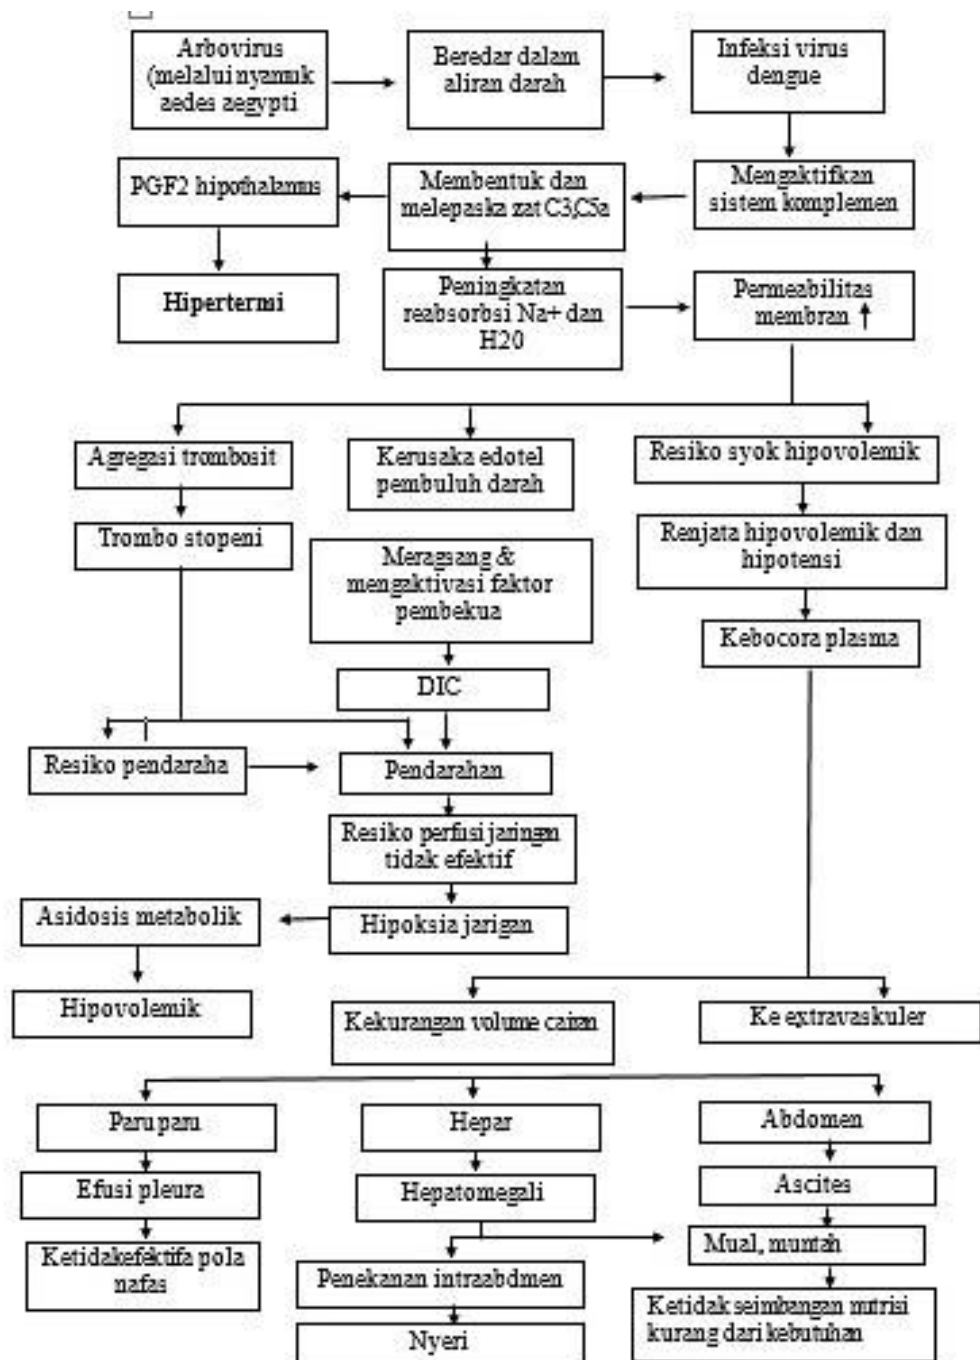 Arbovirus
(melaluinyamuk
aedes aegypti
Beredar dalam
aliran darah
Infeksi virus
dengue
PGF2 hipothalamus
Membentuk dan
melepaska zat C3,C5a
Mengaktifkan
sistem komplemen
Hipertermi
Peningkatan
reabsorbsi Na+ dan
H20
Permeabilitas
membran
Agregasi trombosit
Kerusaka edotel
pembuluh darah
Resiko syok hipovolemik
Trombo stopeni
Meragsang &
mengaktivasi faktor
pembekua
Renjata hipovolemik dan
hipotensi
Kebocora plasma
DIC
Resiko pendaraha
Pendarahan
Resiko perfusi jaringan
tidak efektif
Asidosis metabolik
Hipoksia jarigan
Hipovolemik
Kekurangan volume cairan
Ke extravaskuler
Paru paru
Hepar
Abdomen
Efusi pleura
Hepatomegali
Ascites
Ketidakefektifa pola
nafas
Penekanan intraabdmen
Mual, muntah
Nyeri
Ketidak seimbangan nutrisi
kurang dari kebutuhan